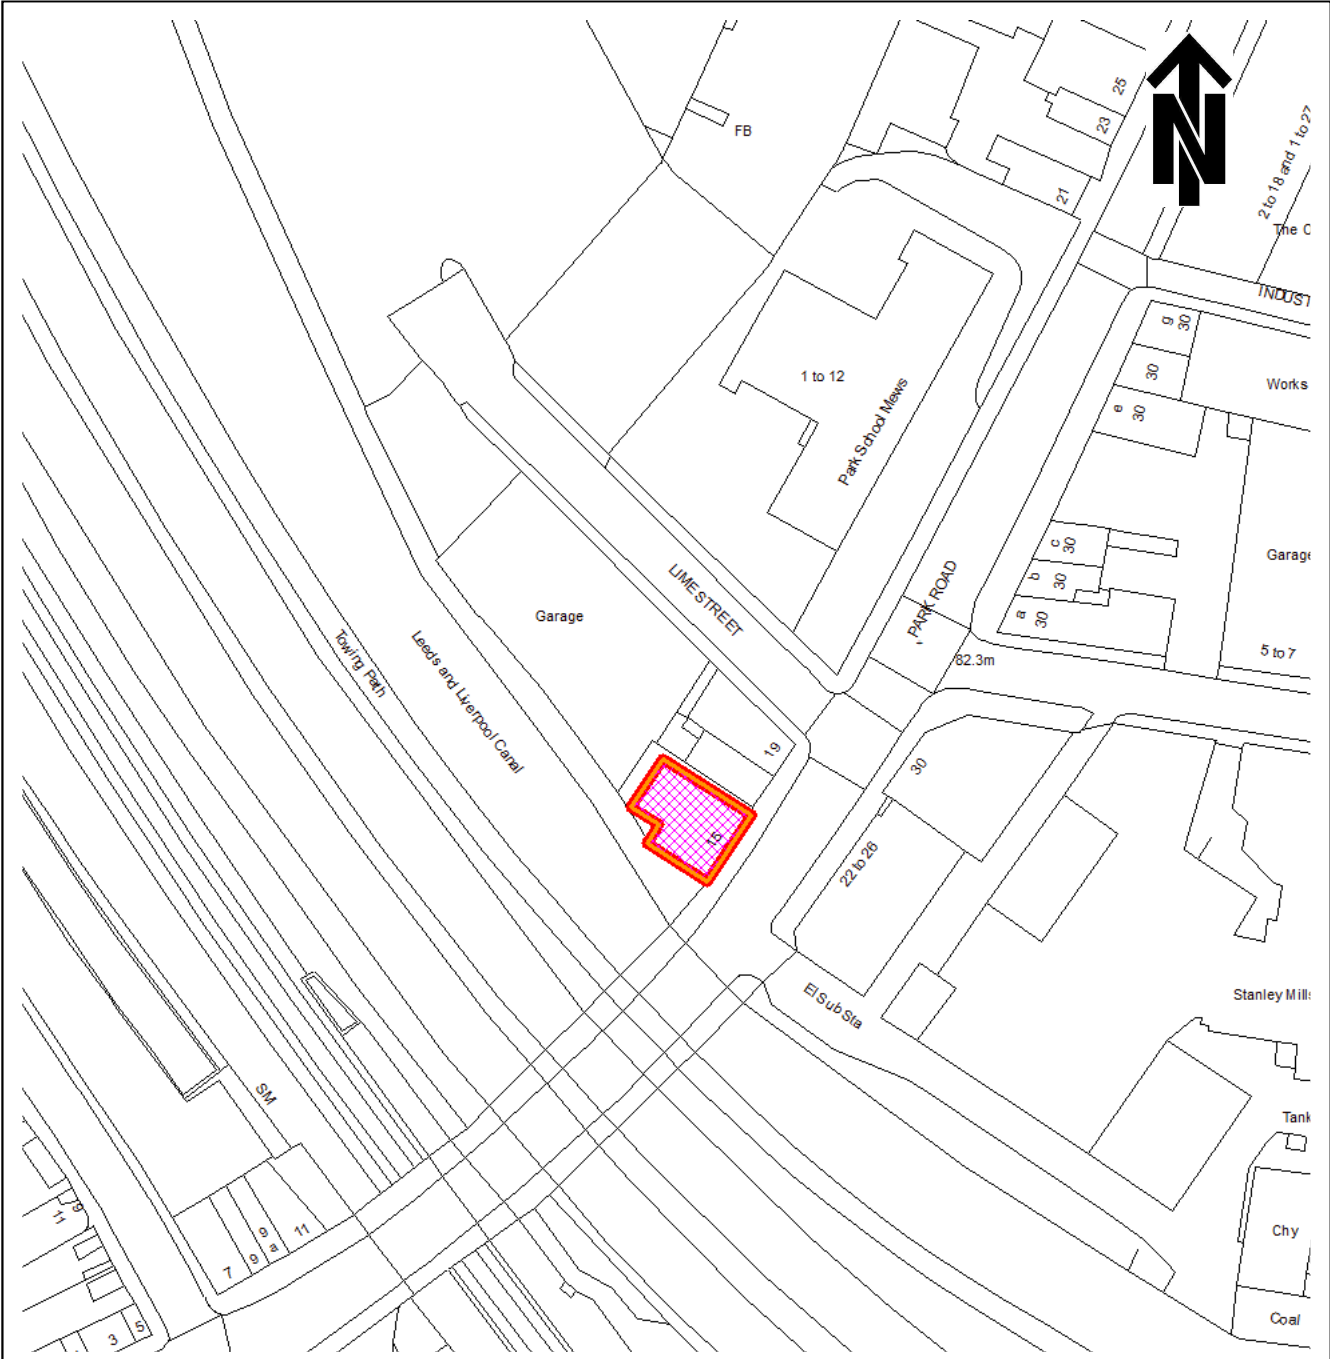 25
23
FB
21
2 to 18 and 1 to 27
N
The C
INDUST
g
30
30
Works
e
30
1 to 12
Park School Mews
c
30
b
30
a
30
Garage
LIME STREET
PARK ROAD
Garage
82.3m
5 to 7
Towing Path
Leeds and Liverpool Canal
19
30
15
22 to 26
El Sub Sta
Stanley Mills
SM
Tank
11
9
7
9
9
a
11
Chy
3
5
Coal